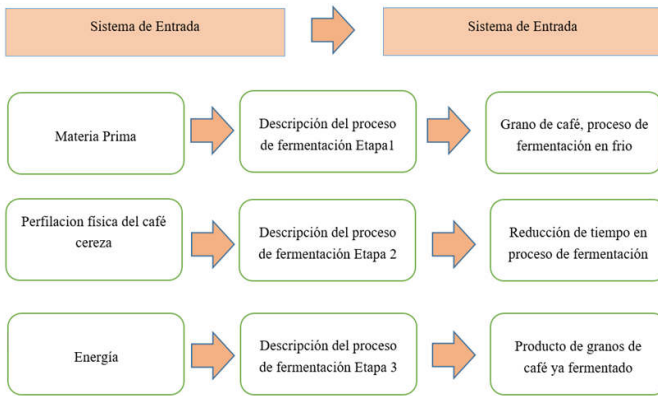 Sistema de Entrada
Sistema de Entrada
Materia Prima
Descripción del proceso
de fermentación Etapa1
Grano de café, proceso de
fermentación en frio
Perfilacion física del café
cereza
Descripción del proceso
de fermentación Etapa 2
Reducción de tiempo en
proceso de fermentación
Energía
Descripción del proceso
de fermentación Etapa 3
Producto de granos de
café ya fermentado